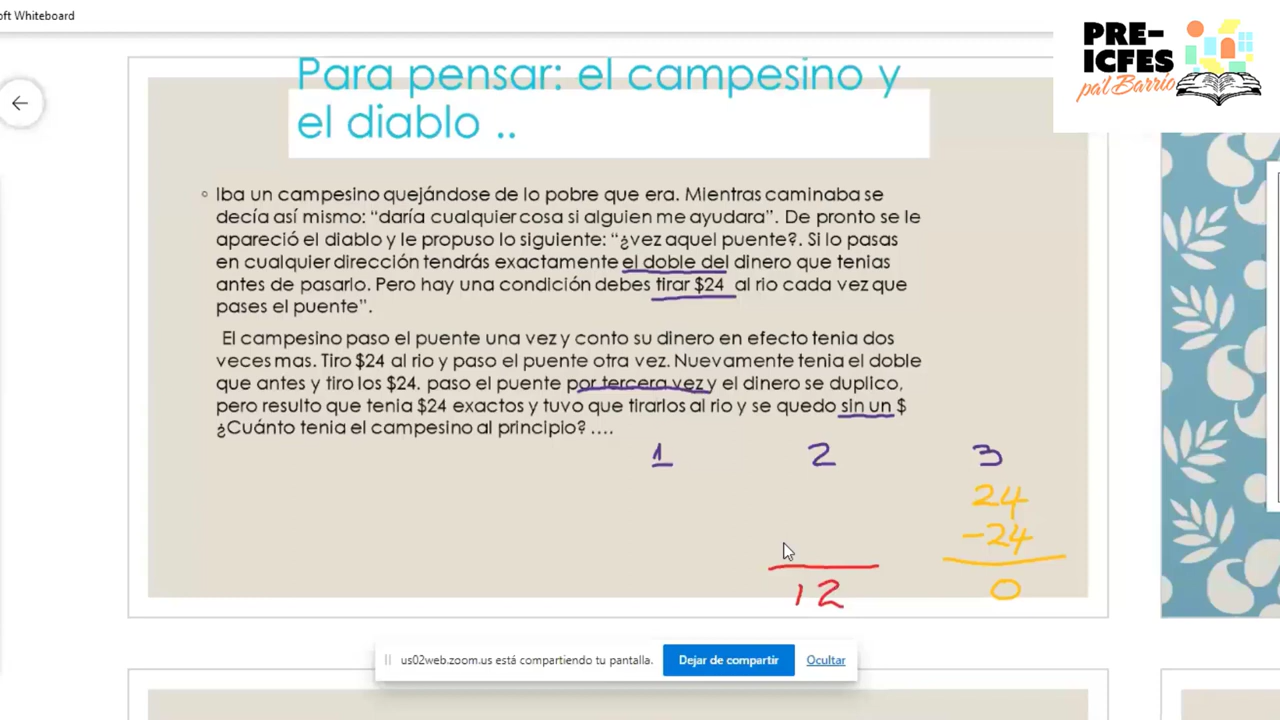 oft Whiteboard
PRE-
ICFES
pa'l Barrio
Para pensar: el campesino y
el diablo ..
Iba un campesino quejándose de lo pobre que era. Mientras caminaba se
decía así mismo: “daría cualquier cosa si alguien me ayudara”. De pronto se le
apareció el diablo y le propuso lo siguiente: “¿vez aquel puente?. Si lo pasas
en cualquier dirección tendrás exactamente el doble del dinero que tenias
antes de pasarlo. Pero hay una condición debes tirar $24 al rio cada vez que
pases el puente”.
El campesino paso el puente una vez y conto su dinero en efecto tenia dos
veces mas. Tiro $24 al rio y paso el puente otra vez. Nuevamente tenia el doble
que antes y tiro los $24. paso el puente por tercera vez y el dinero se duplico,
pero resulto que tenia $24 exactos y tuvo que tirarlos al rio y se quedo sin un $
¿Cuánto tenia el campesino al principio? ....
1 2 3
24
-24
12 0
us02web.zoom.us está compartiendo tu pantalla. Dejar de compartir Ocultar